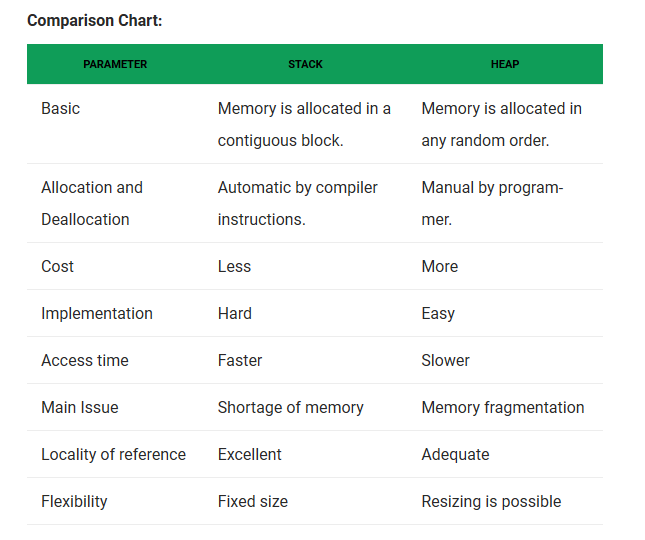 Comparison Chart:
PARAMETER STACK HEAP
Basic Memory is allocated in a Memory is allocated in
contiguous block. any random order.
Allocation and Automatic by compiler Manual by program-
Deallocation instructions. mer.
Cost Less More
Implementation Hard Easy
Access time Faster Slower
Main Issue Shortage of memory Memory fragmentation
Locality of reference Excellent Adequate
Flexibility Fixed size Resizing is possible